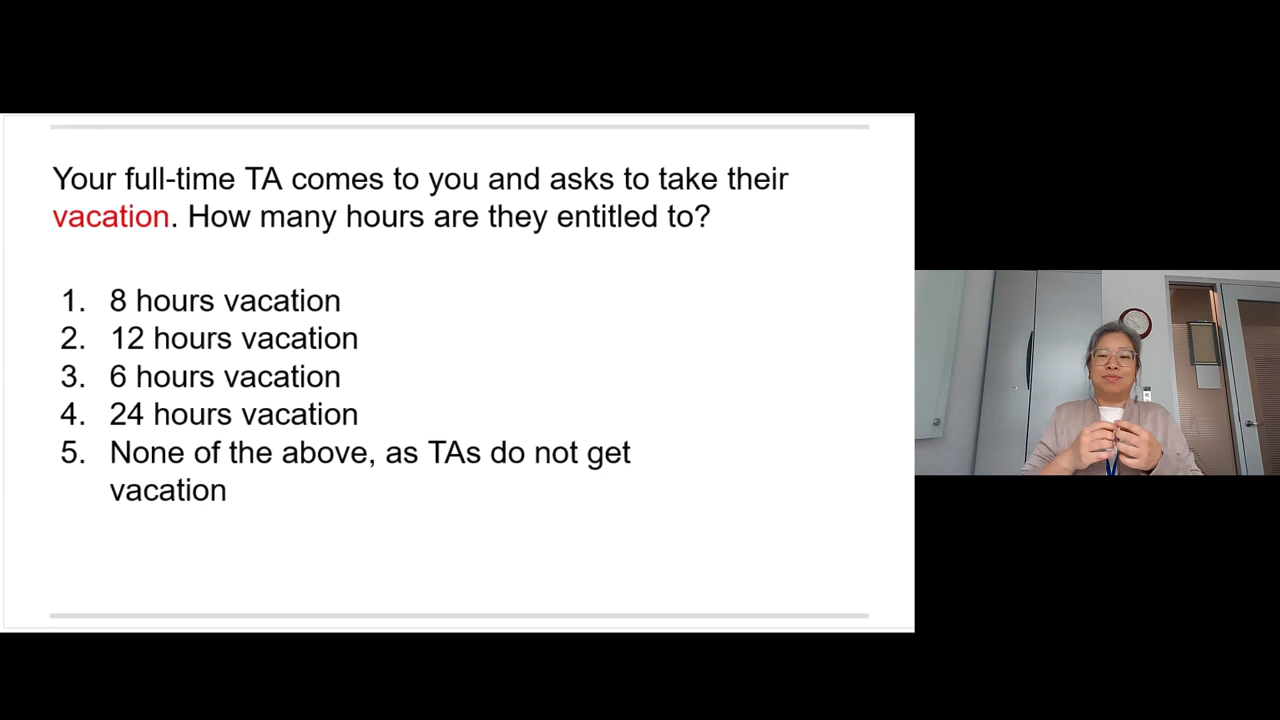 Your full-time TA comes to you and asks to take their
vacation. How many hours are they entitled to?
1. 8 hours vacation
2. 12 hours vacation
3. 6 hours vacation
4. 24 hours vacation
5. None of the above, as TAs do not get
vacation